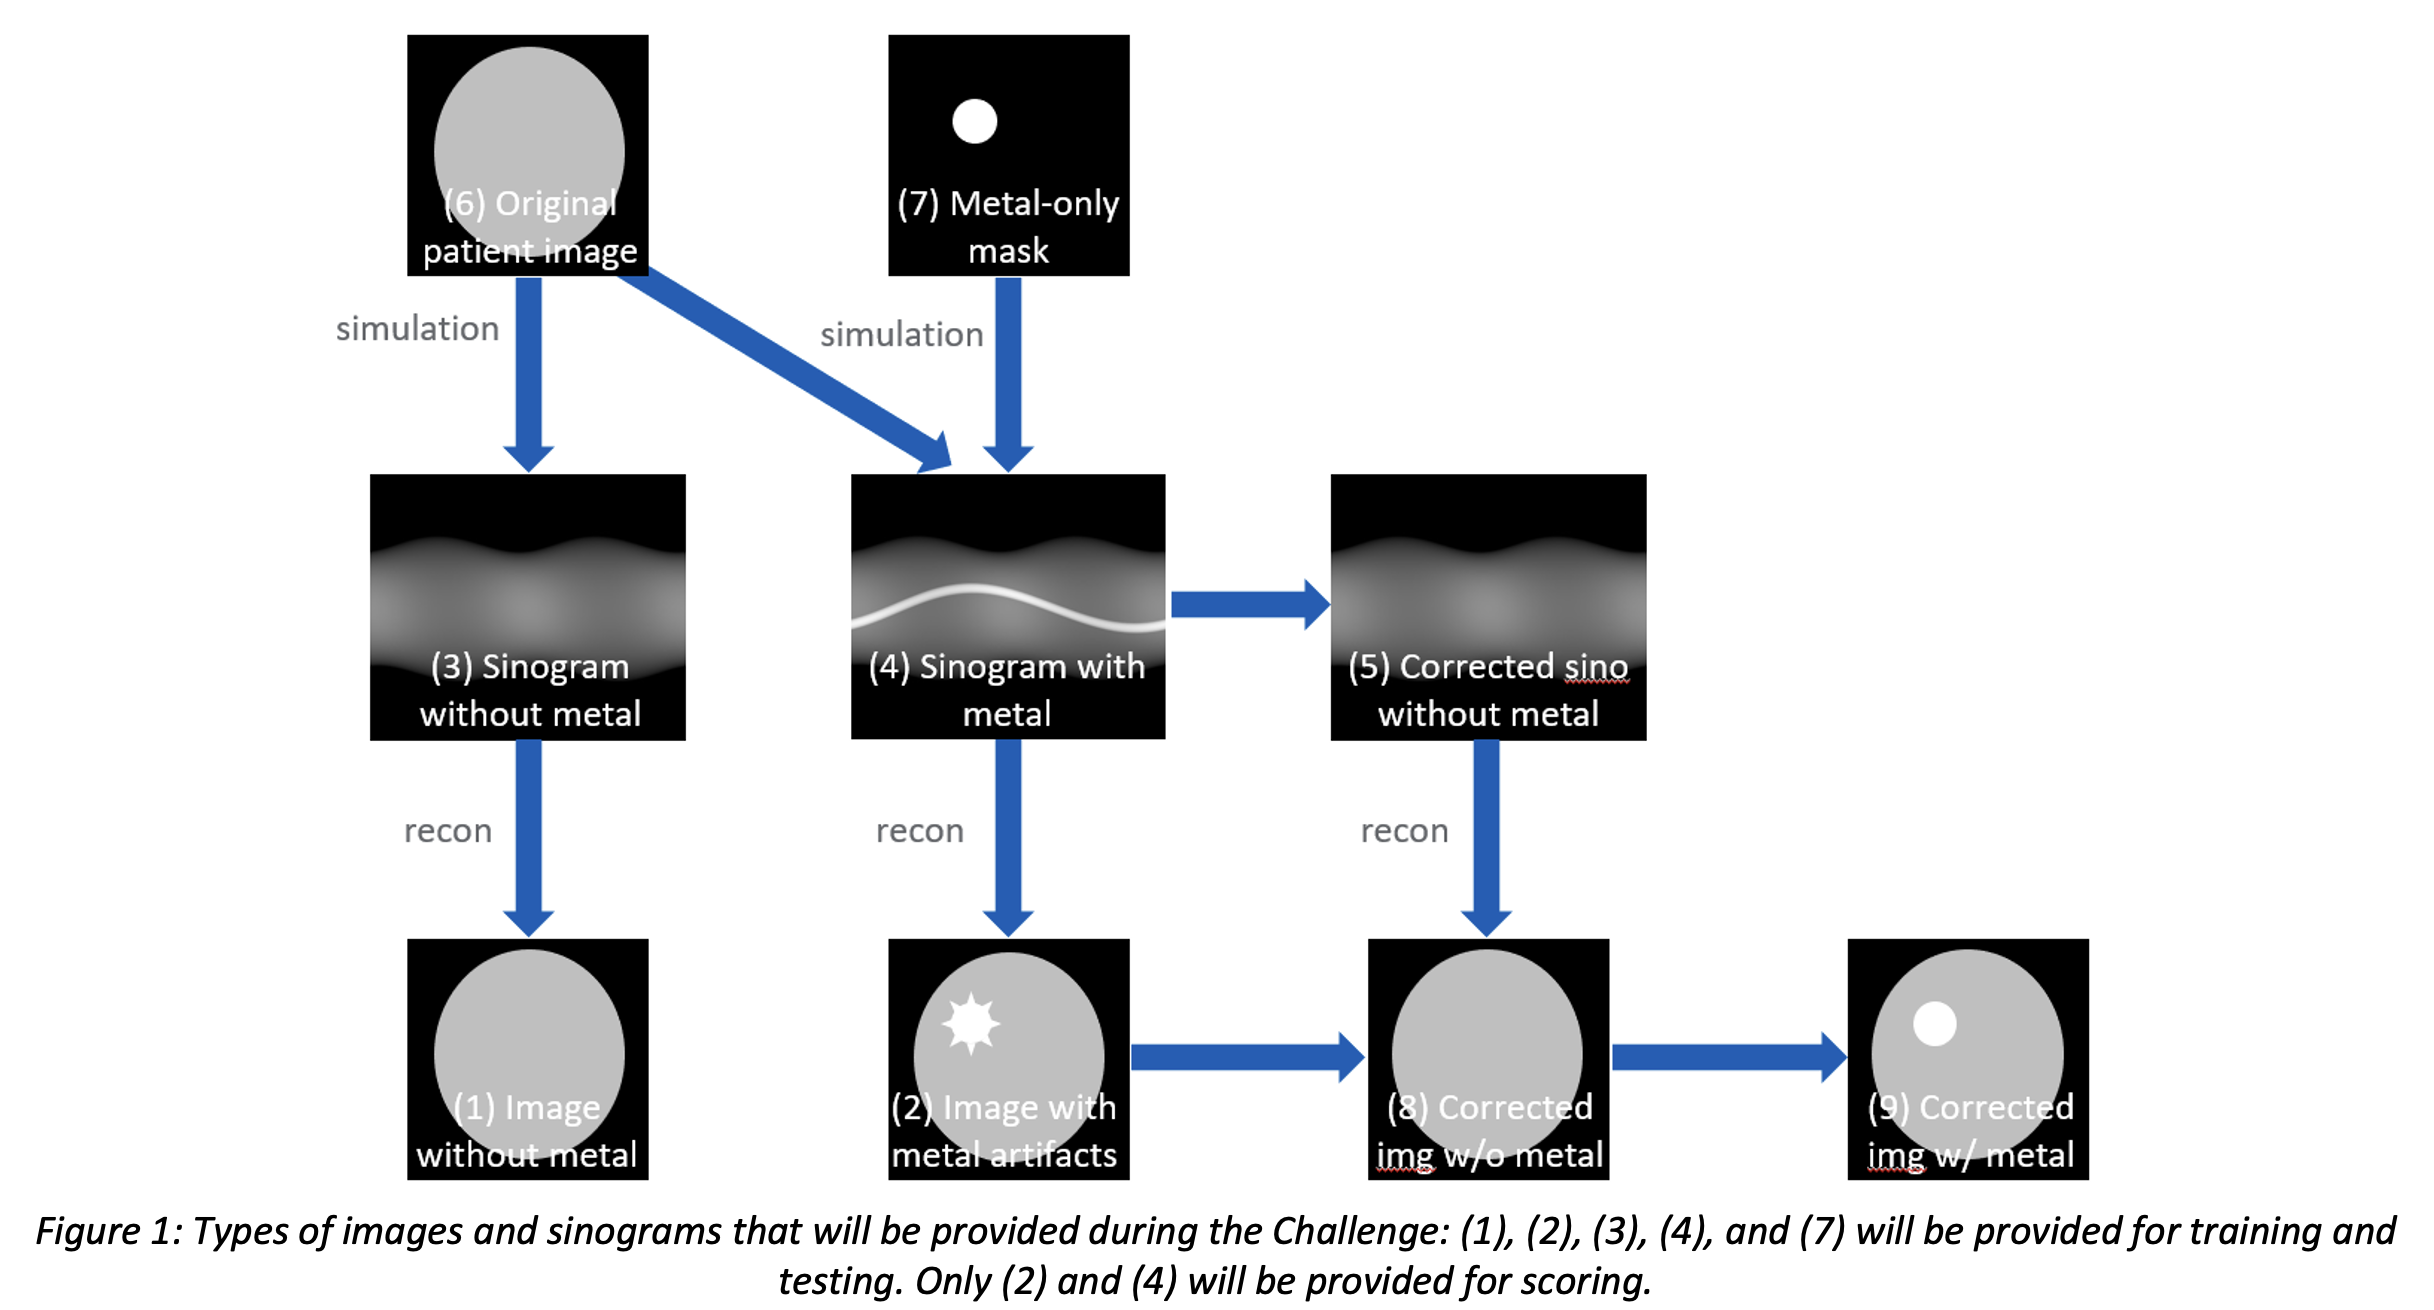 (6) Original
patient image
(7) Metal-only
mask
simulation
simulation
(3) Sinogram
without metal
(4) Sinogram with
metal
(5) Corrected sino
without metal
recon
recon
recon
(1) Image
without metal
(2) Image with
metal artifacts
(8) Corrected
img w/o metal
(9) Corrected
img w/ metal
Figure 1: Types of images and sinograms that will be provided during the Challenge: (1), (2), (3), (4), and (7) will be provided for training and
testing. Only (2) and (4) will be provided for scoring.